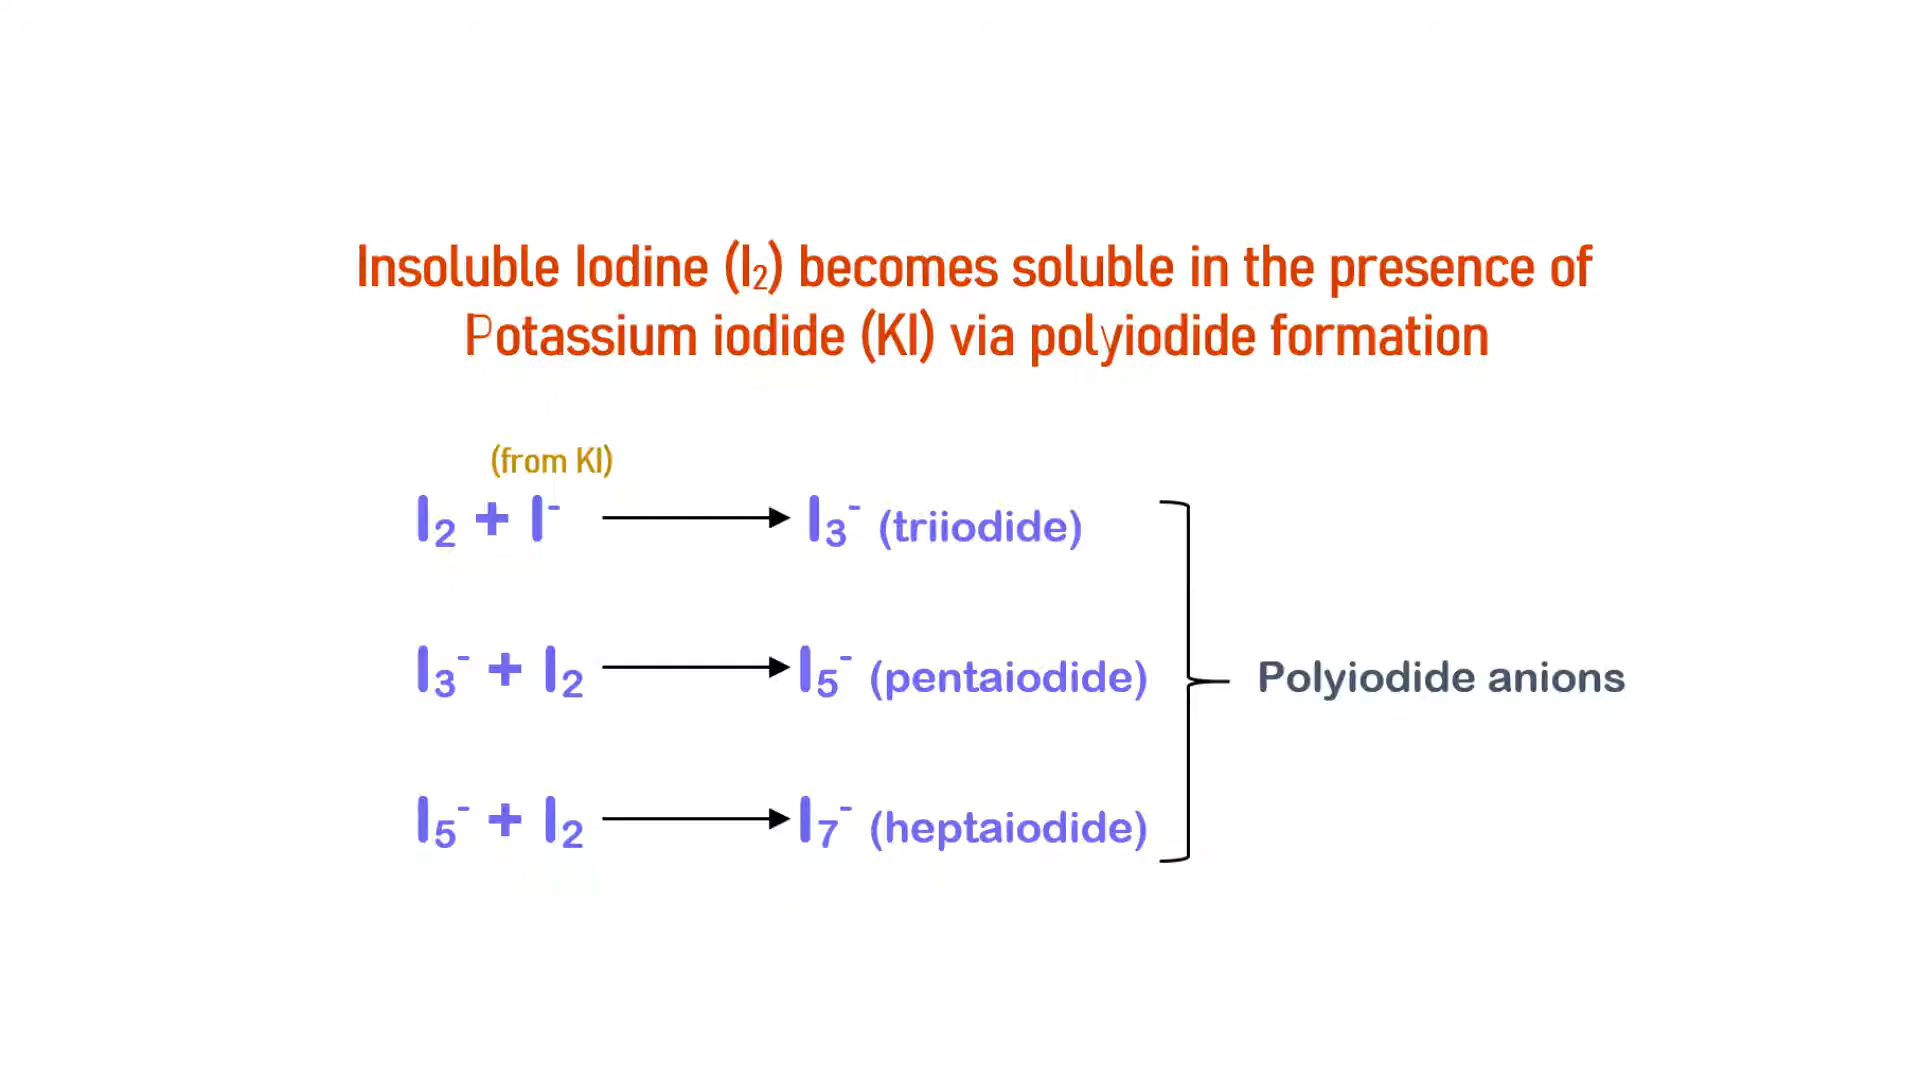 Insoluble Iodine (I₂) becomes soluble in the presence of
Potassium iodide (KI) via polyiodide formation
(from KI)
I₂ + I⁻ ⟶ I₃⁻ (triiodide)
I₃⁻ + I₂ ⟶ I₅⁻ (pentaiodide)
Polyiodide anions
I₅⁻ + I₂ ⟶ I₇⁻ (heptaiodide)